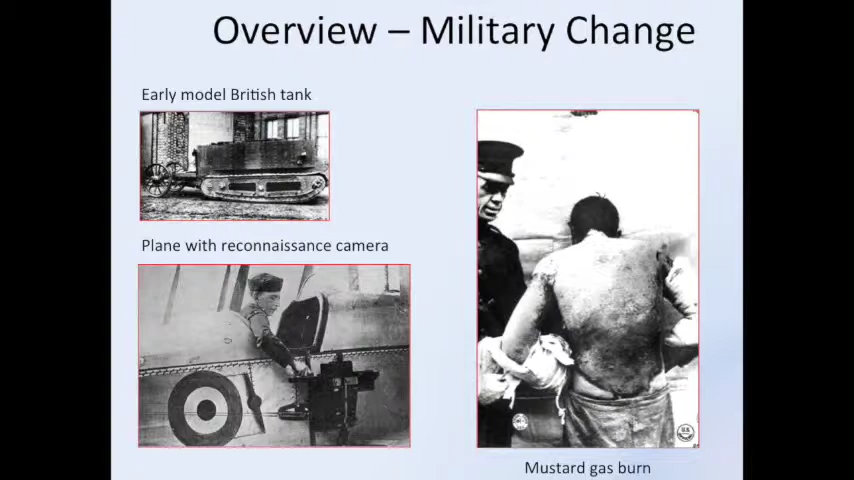 Overview – Military Change
Early model British tank
Plane with reconnaissance camera
Mustard gas burn